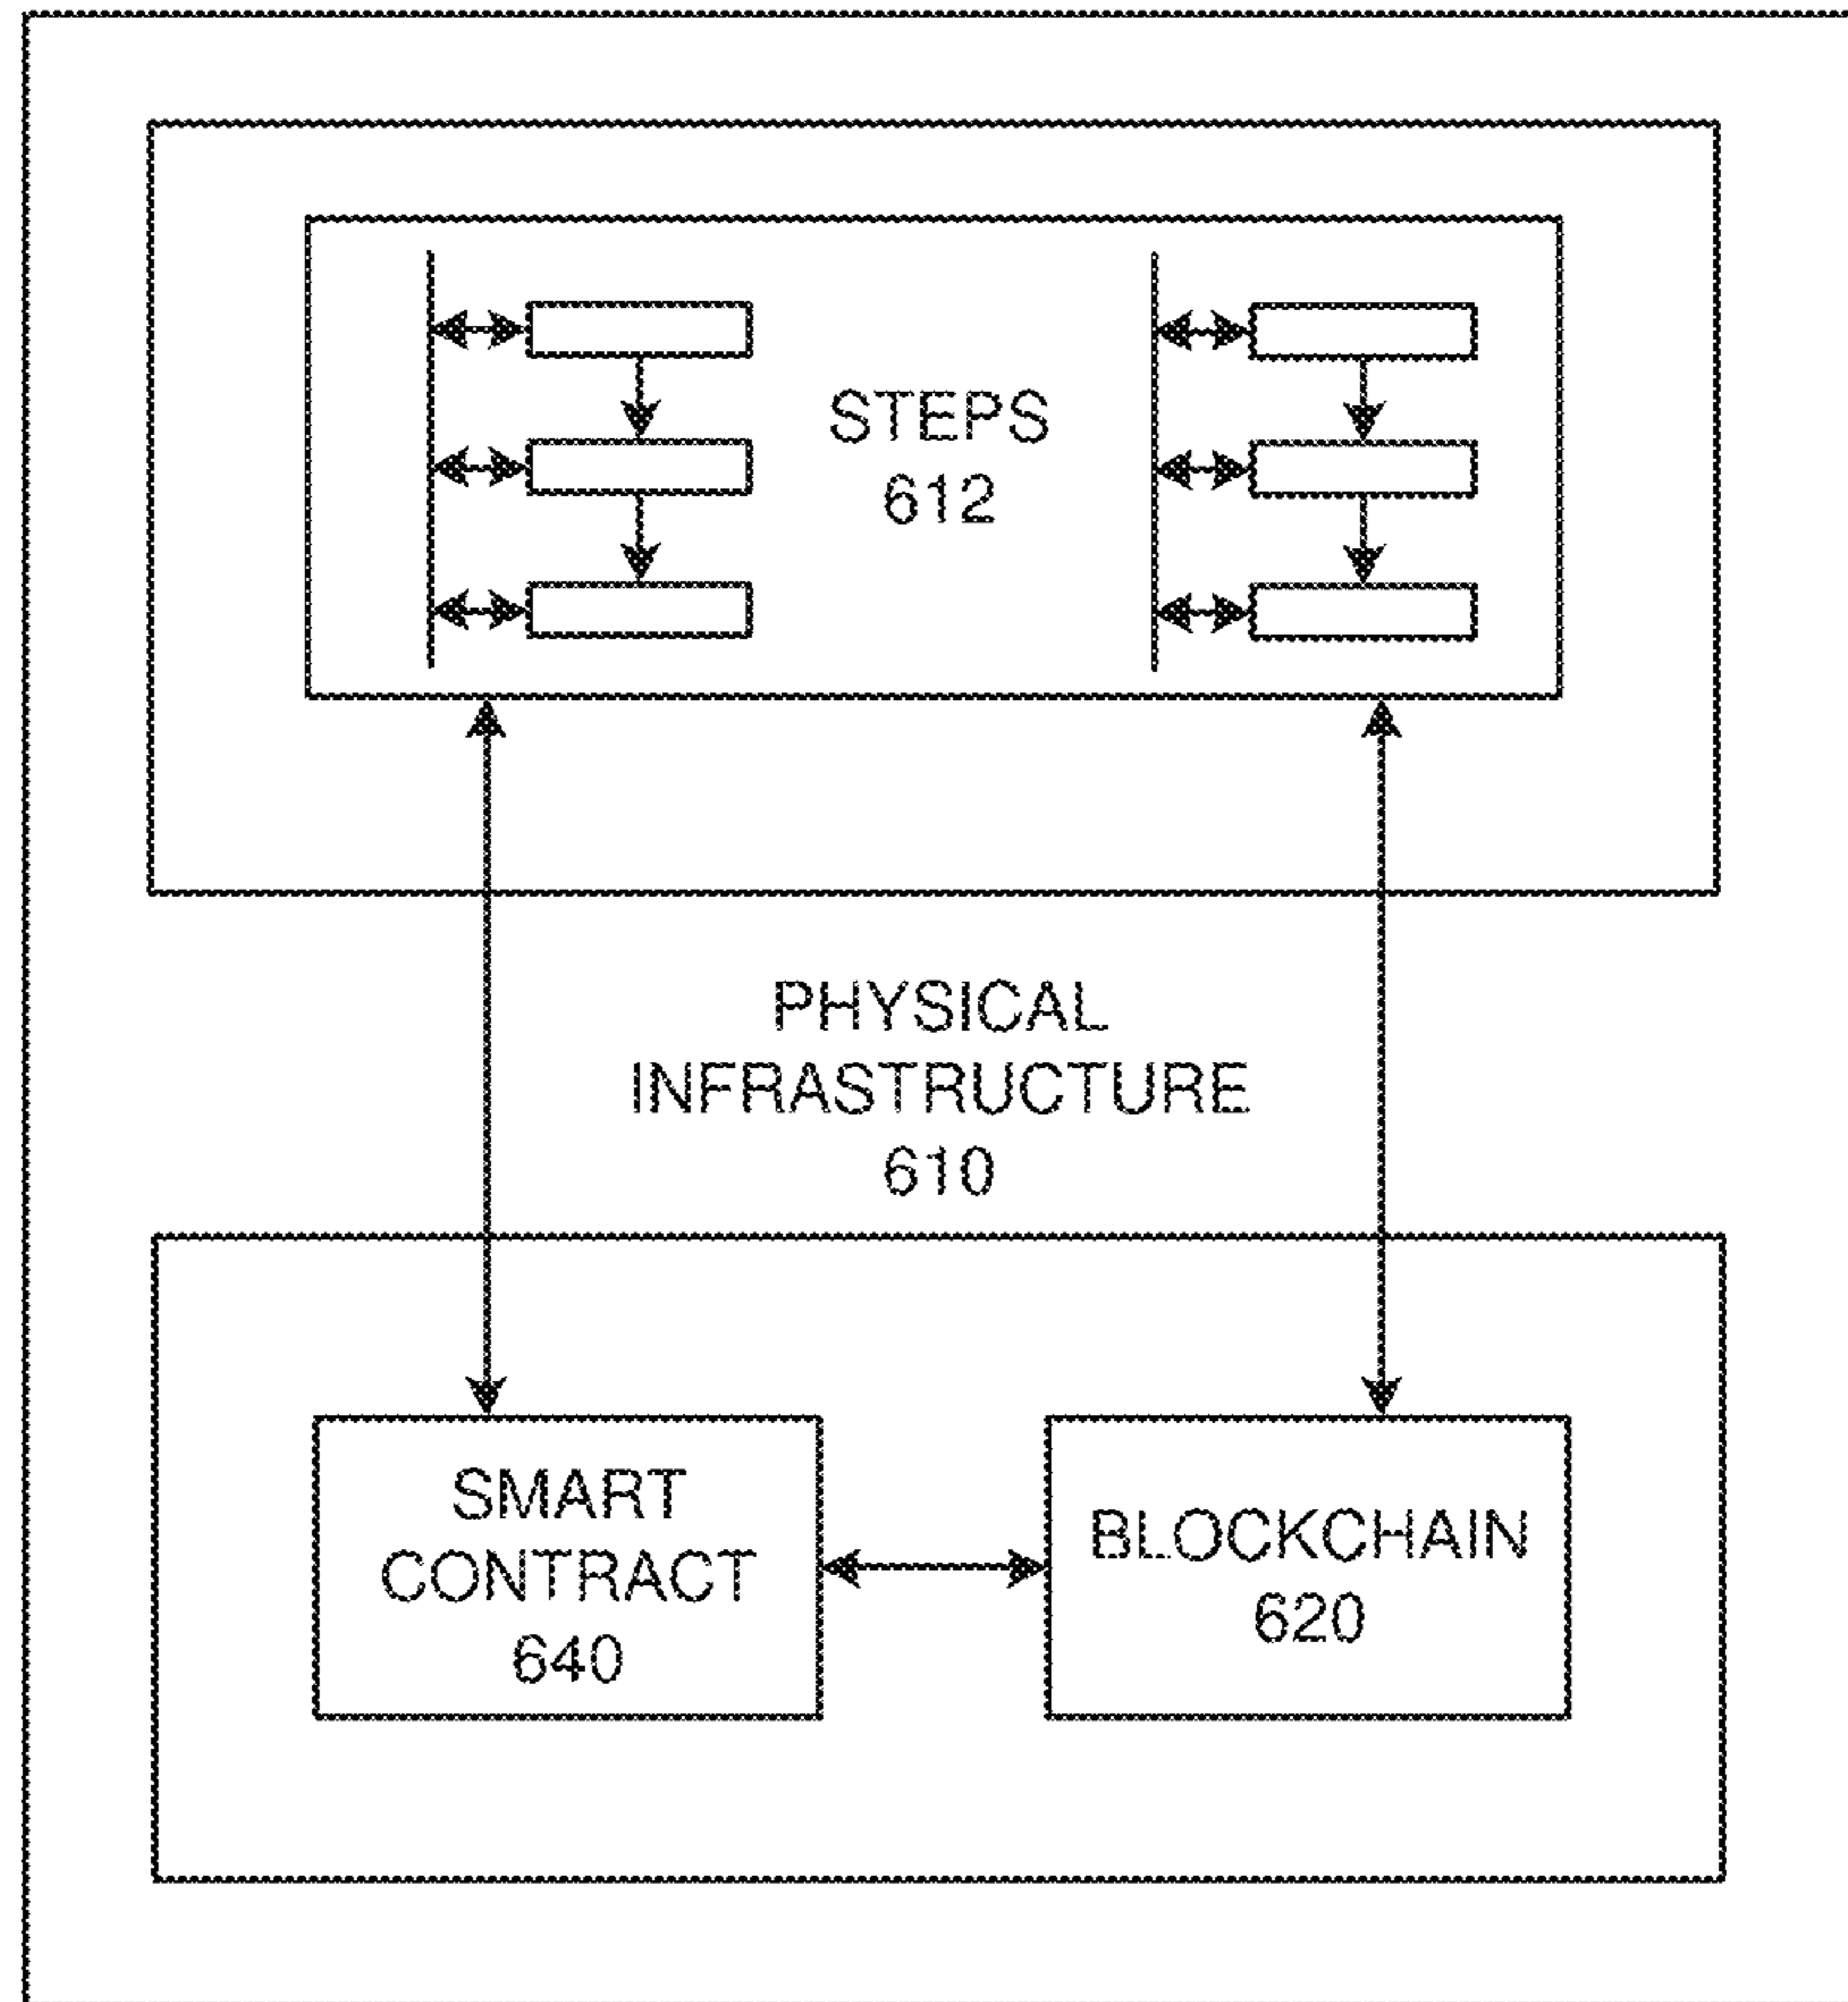 STEPS
612
PHYSICAL
INFRASTRUCTURE
610
SMART
CONTRACT
640
BLOCKCHAIN
620